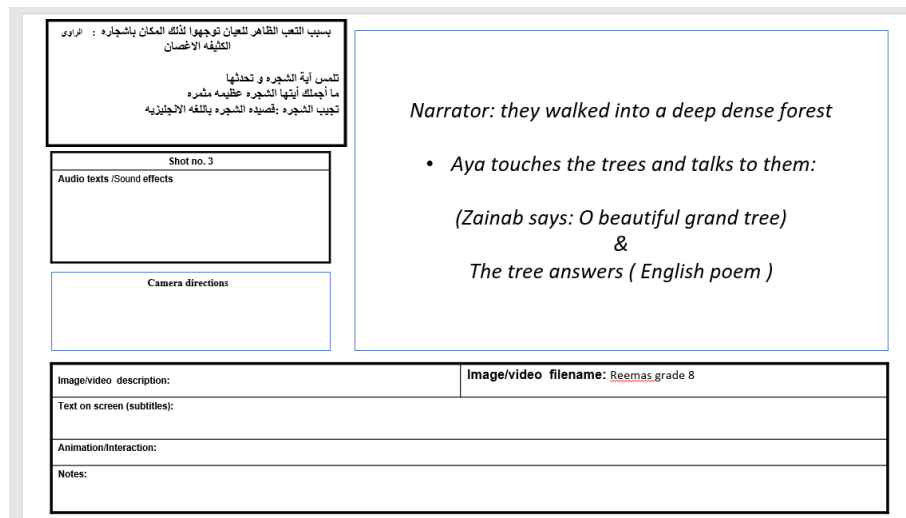 بسبب التعب الظاهر للعيان توجهوا لذلك المكان باشجاره : الراوى
الكثيفه الاغصان
تلمس آية الشجره و تحدثها
ما أجملك أيتها الشجره عظيمه مثمره
تجيب الشجره :قصيده الشجره باللغه الانجليزيه
Shot no. 3
Audio texts /Sound effects
Camera directions
Narrator: they walked into a deep dense forest
• Aya touches the trees and talks to them:
(Zainab says: O beautiful grand tree)
&
The tree answers ( English poem )
Image/video description:
Image/video filename: Reemas grade 8
Text on screen (subtitles):
Animation/Interaction:
Notes: